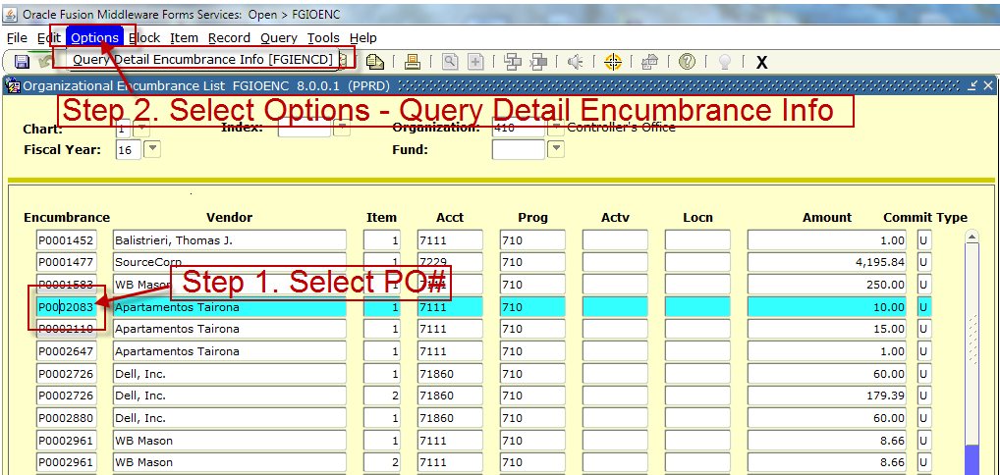 Oracle Fusion Middleware Forms Services: Open > FGIOENC
File Edit Options Block Item Record Query Tools Help
Query Detail Encumbrance Info [FGIENCD]
Organizational Encumbrance List FGIOENC 8.0.0.1 (PPRD)
Step 2. Select Options - Query Detail Encumbrance Info
Chart: 1 Index: Organization: 410 Controller's Office
Fiscal Year: 16 Fund:
Encumbrance Vendor Item Acct Prog Actv Locn Amount Commit Type
P0001452 Balistrieri, Thomas J. 1 7111 710 1.00 U
P0001477 SourceCorp 1 7229 710 4,195.84 U
Step 1. Select PO#
P0001583 WB Mason 1 7111 710 250.00 U
P0002083 Apartamentos Tairona 1 7111 710 10.00 U
P0002110 Apartamentos Tairona 1 7111 710 15.00 U
P0002647 Apartamentos Tairona 1 7111 710 1.00 U
P0002726 Dell, Inc. 1 71860 710 60.00 U
P0002726 Dell, Inc. 2 71860 710 179.39 U
P0002880 Dell, Inc. 1 71860 710 60.00 U
P0002961 WB Mason 1 7111 710 8.66 U
P0002961 WB Mason 2 7111 710 8.66 U